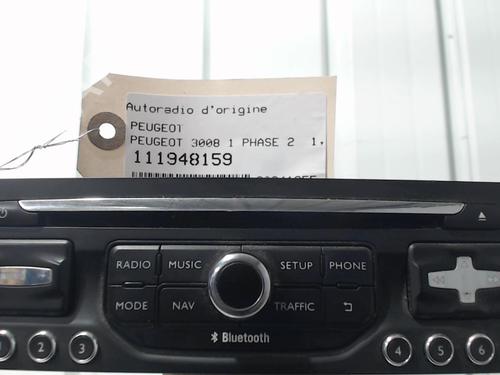 Autoradio d'origine
PEUGEOT
PEUGEOT 3008 1 PHASE 2 1.
111948159
RADIO MUSIC SETUP PHONE
MODE NAV TRAFFIC
Bluetooth
1 2 3 4 5 6